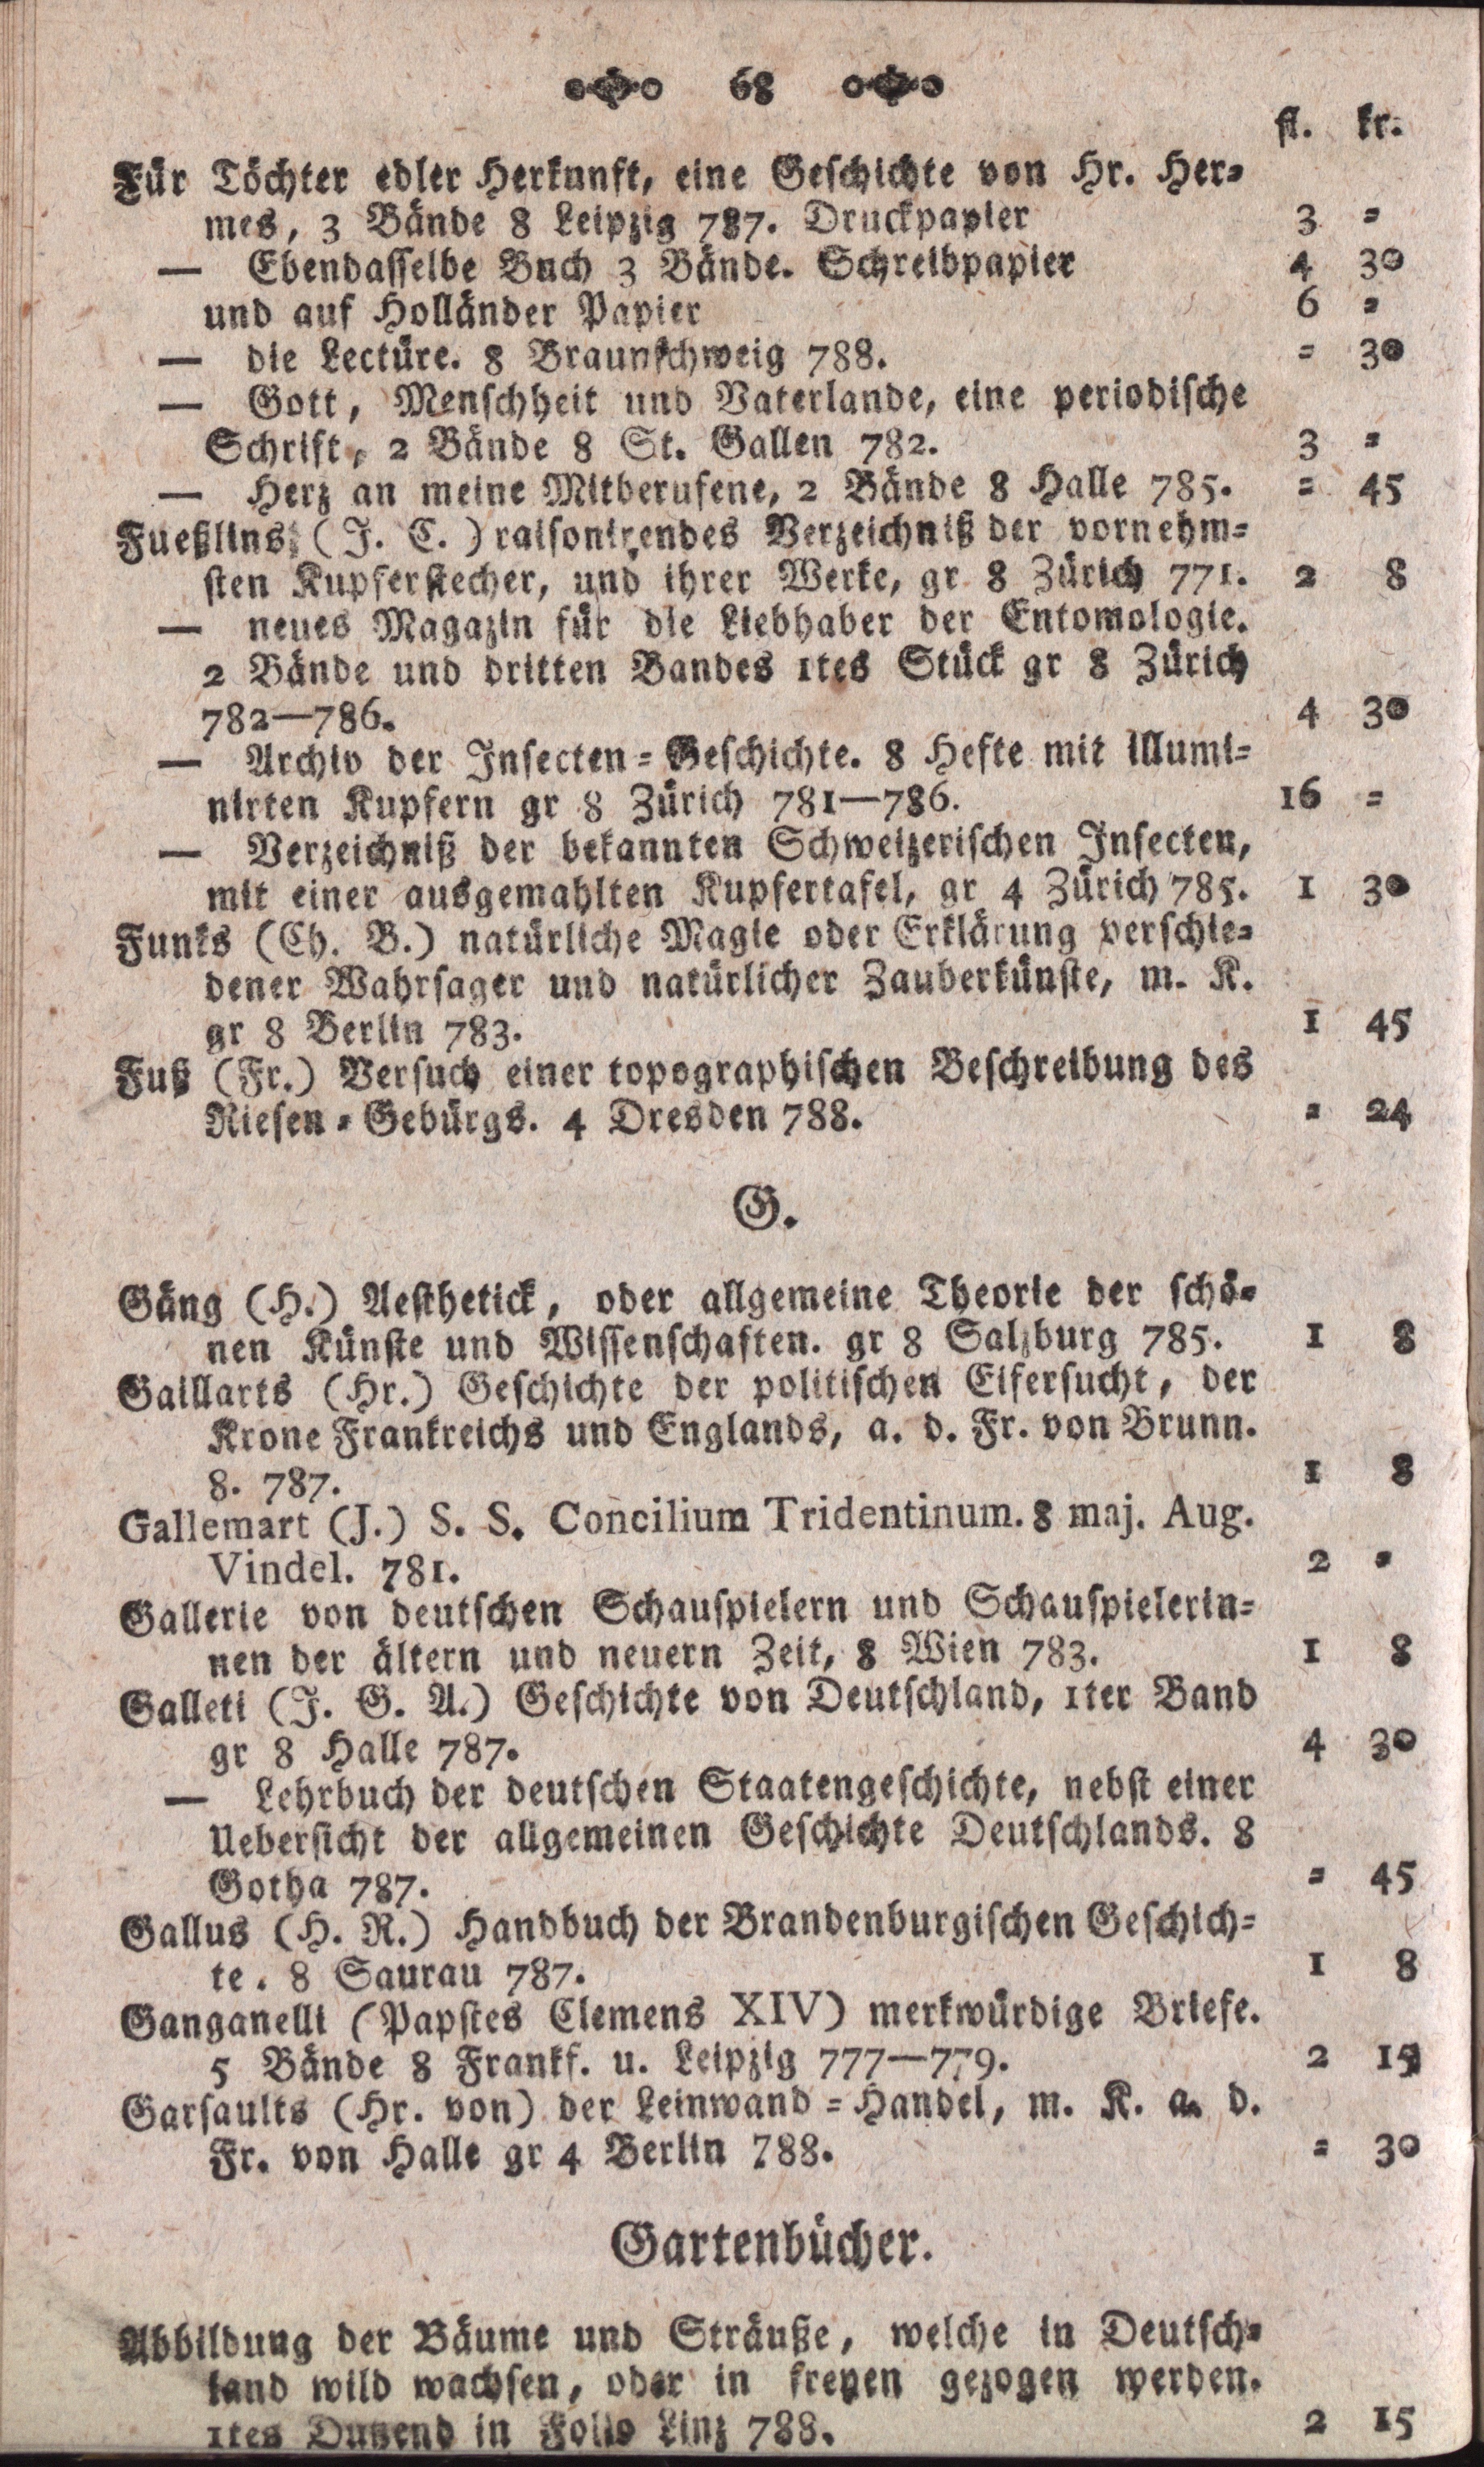 68
fl. kr.
Für Töchter edler Herkunft, eine Geschichte von Hr. Her=
mes, 3 Bände 8 Leipzig 787. Druckpapier 3 =
— Ebendasselbe Buch 3 Bände. Schreibpapier 4 30
und auf Holländer Papier 6 =
— die Lectüre. 8 Braunschweig 788. = 30
— Gott, Menschheit und Vaterlande, eine periodische
Schrift, 2 Bände 8 St. Gallen 782. 3 =
— Herz an meine Mitberufene, 2 Bände 8 Halle 785. = 45
Fueßlins (J. C.) raisonirendes Verzeichniß der vornehm=
sten Kupferstecher, und ihrer Werke, gr 8 Zürich 771. 2 8
— neues Magazin für die Liebhaber der Entomologie.
2 Bände und dritten Bandes 1tes Stück gr 8 Zürich
782—786. 4 30
— Archiv der Insecten=Geschichte. 8 Hefte mit illumi=
nirten Kupfern gr 8 Zürich 781—786. 16 =
— Verzeichniß der bekannten Schweizerischen Insecten,
mit einer ausgemahlten Kupfertafel, gr 4 Zürich 785. 1 30
Funks (Ch. B.) natürliche Magie oder Erklärung verschie=
dener Wahrsager und natürlicher Zauberkünste, m. K.
gr 8 Berlin 783. 1 45
Fuß (Fr.) Versuch einer topographischen Beschreibung des
Riesen=Gebürgs. 4 Dresden 788. = 24
G.
Gäng (H.) Aesthetick, oder allgemeine Theorie der schö=
nen Künste und Wissenschaften. gr 8 Salzburg 785. 1 8
Gaillarts (Hr.) Geschichte der politischen Eifersucht, der
Krone Frankreichs und Englands, a. d. Fr. von Brunn.
8. 787. 1 8
Gallemart (J.) S. S. Concilium Tridentinum. 8 maj. Aug.
Vindel. 781. 2 =
Gallerie von deutschen Schauspielern und Schauspielerin=
nen der ältern und neuern Zeit, 8 Wien 783. 1 8
Galleti (J. G. A.) Geschichte von Deutschland, 1ter Band
gr 8 Halle 787. 4 30
— Lehrbuch der deutschen Staatengeschichte, nebst einer
Uebersicht der allgemeinen Geschichte Deutschlands. 8
Gotha 787. = 45
Gallus (H. R.) Handbuch der Brandenburgischen Geschich=
te. 8 Saurau 787. 1 8
Ganganelli (Papstes Clemens XIV) merkwürdige Briefe.
5 Bände 8 Frankf. u. Leipzig 777—779. 2 15
Garsaults (Hr. von) der Leinwand=Handel, m. K. a. d.
Fr. von Halle gr 4 Berlin 788. = 30
Gartenbücher.
Abbildung der Bäume und Sträuße, welche in Deutsch=
land wild wachsen, oder in freyen gezogen werden.
1tes Dutzend in Folio Linz 788. 2 15